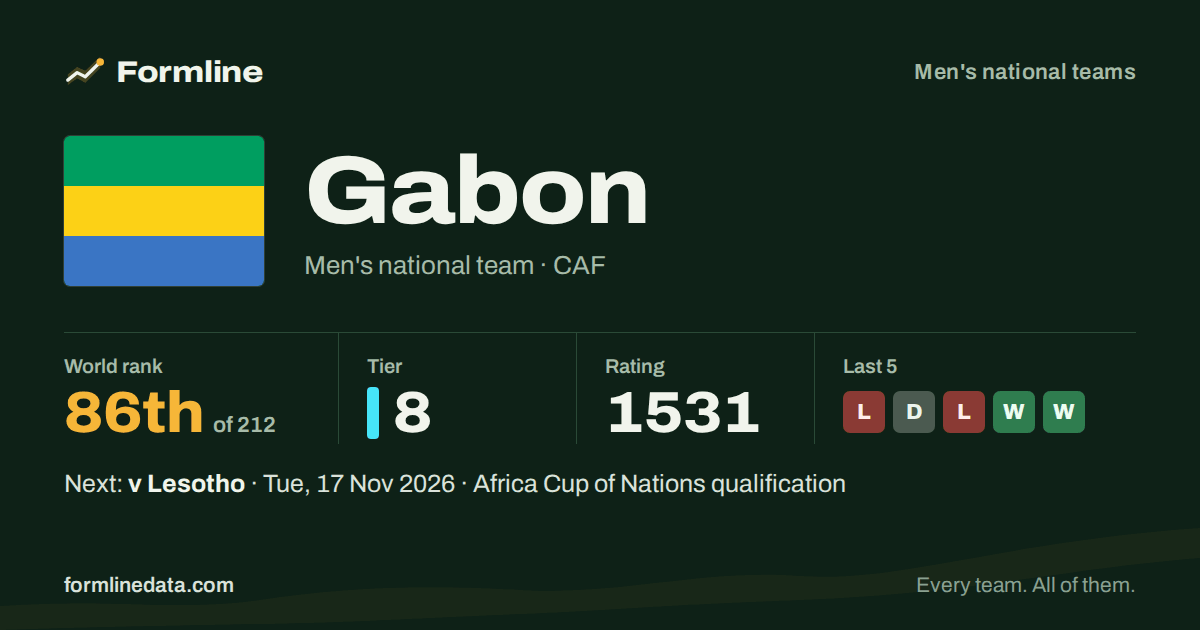 Formline
Men's national teams
Gabon
Men's national team · CAF
World rank
86th of 212
Tier
8
Rating
1531
Last 5
L D L W W
Next: v Lesotho · Tue, 17 Nov 2026 · Africa Cup of Nations qualification
formlinedata.com
Every team. All of them.